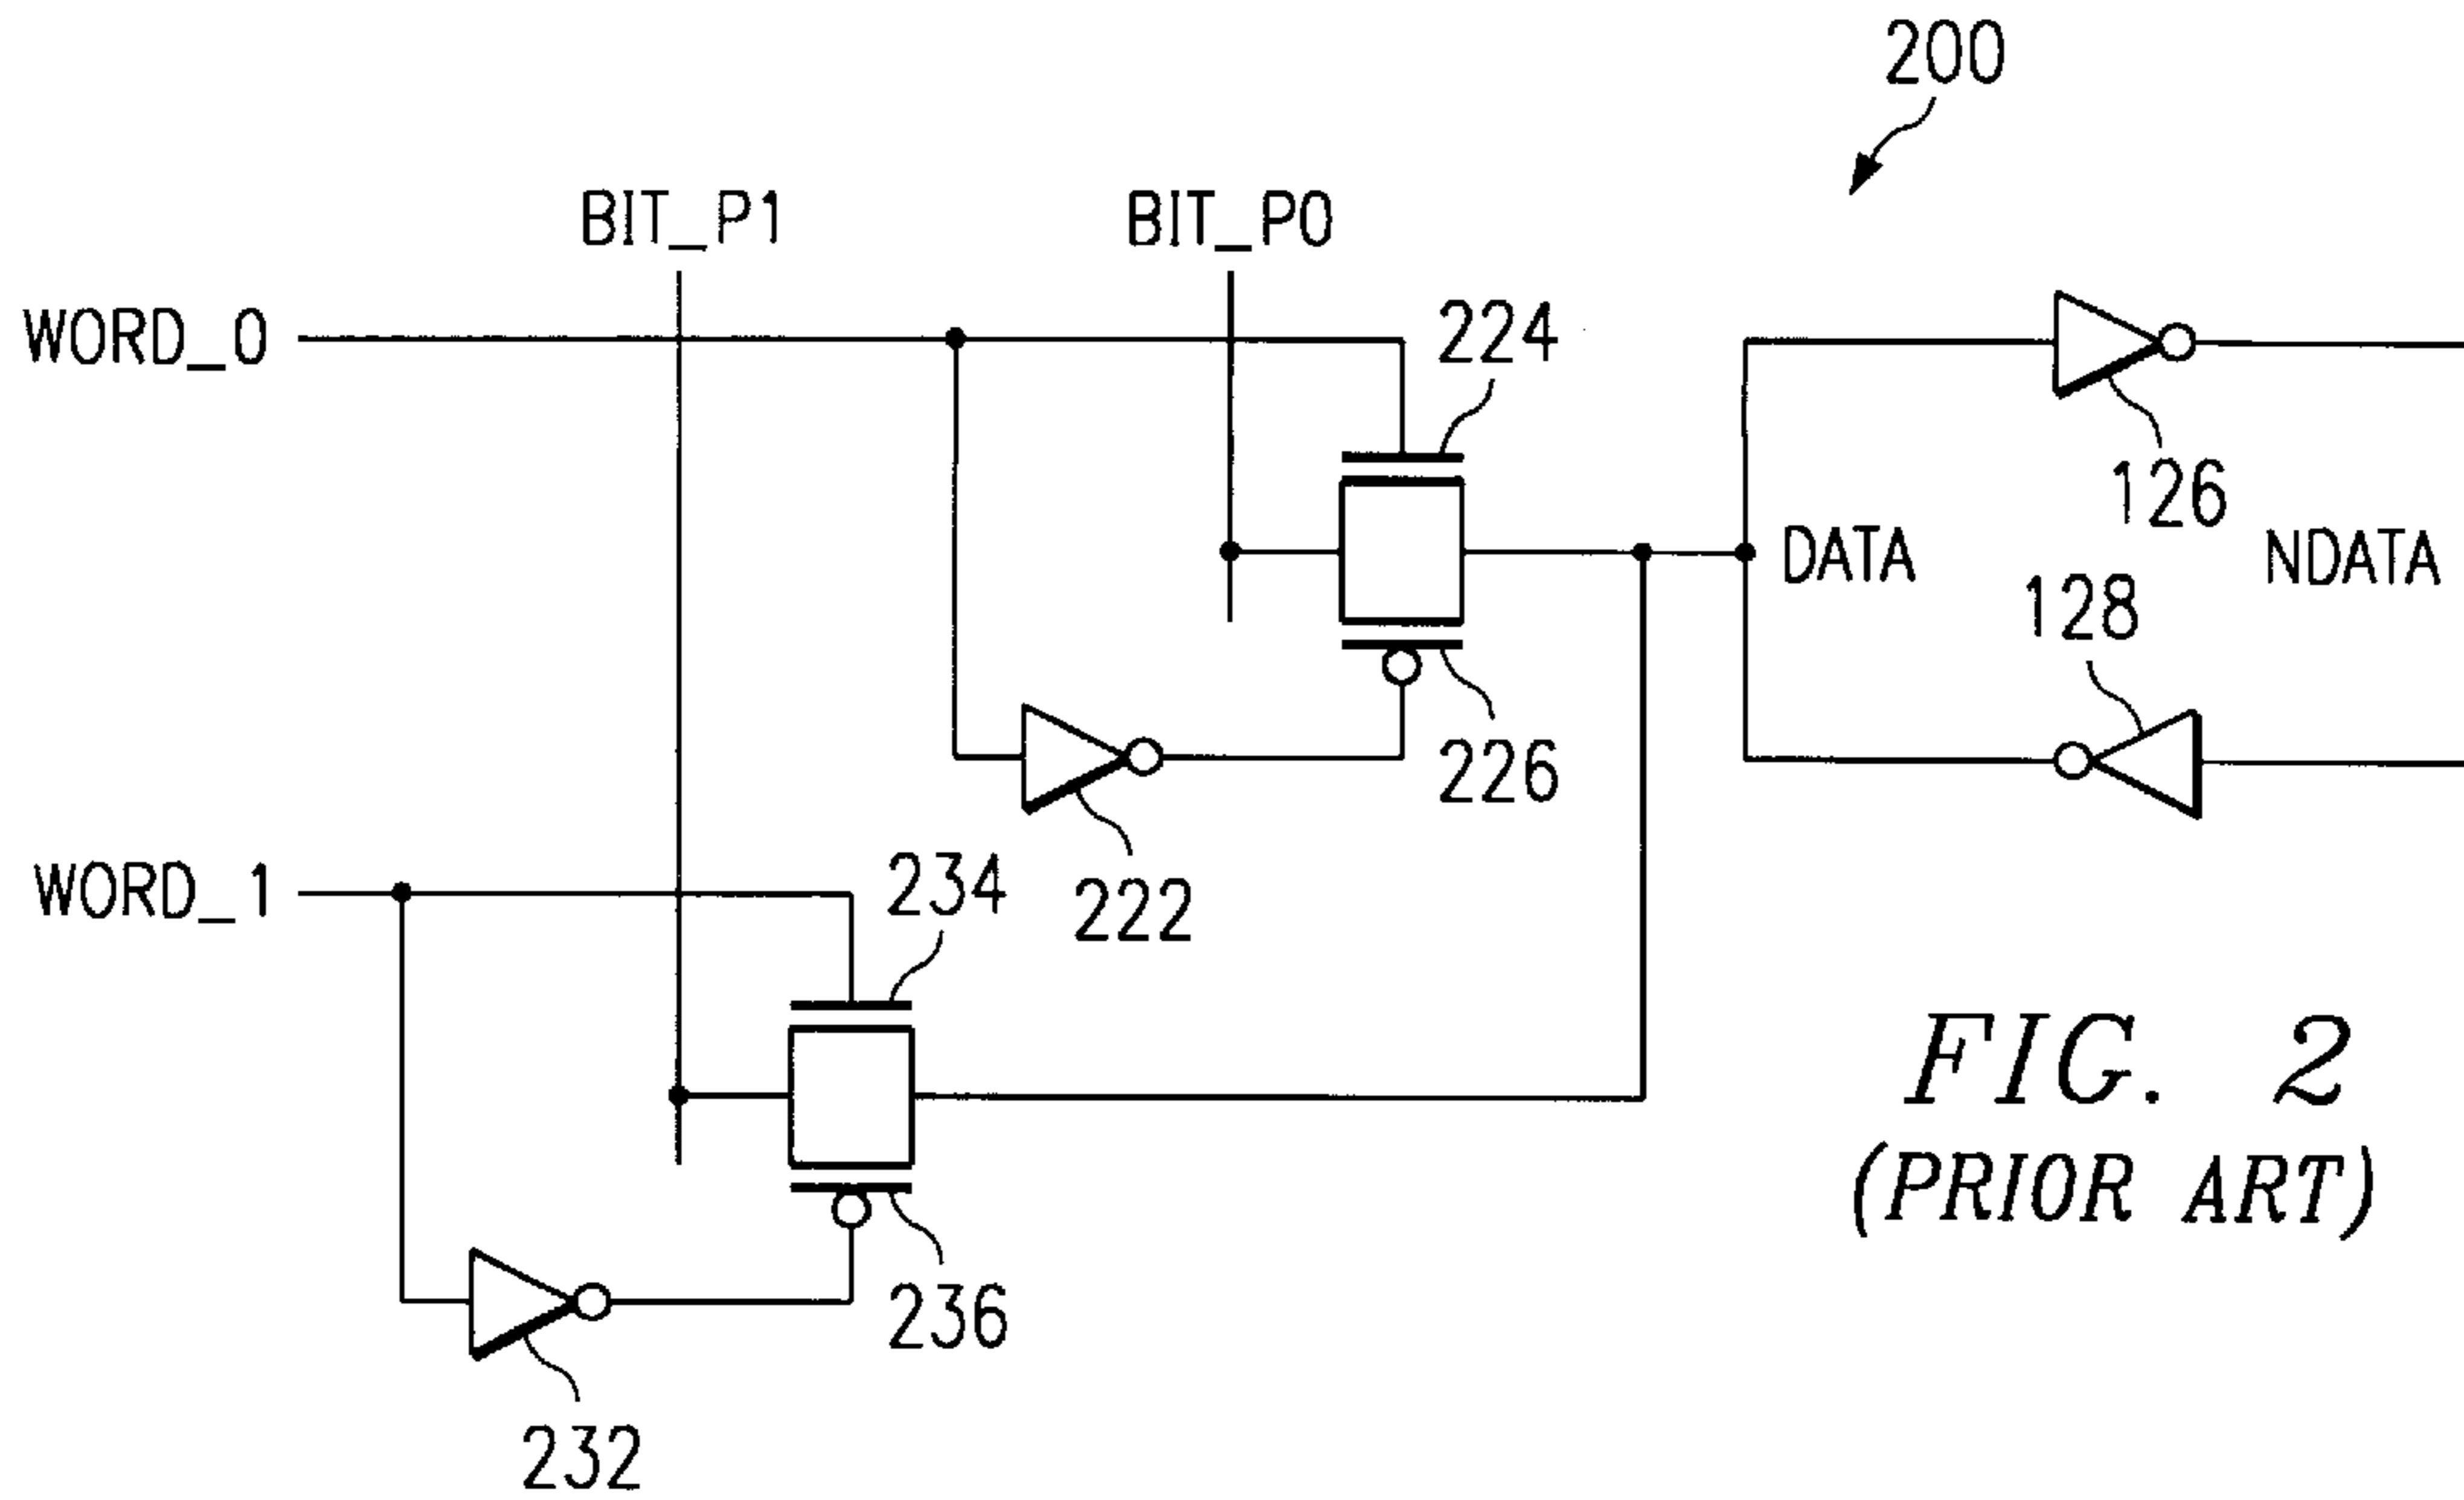 200
BIT_P1
BIT_P0
WORD_0
224
126
DATA
NDATA
128
226
222
WORD_1
234
236
232
FIG. 2
(PRIOR ART)